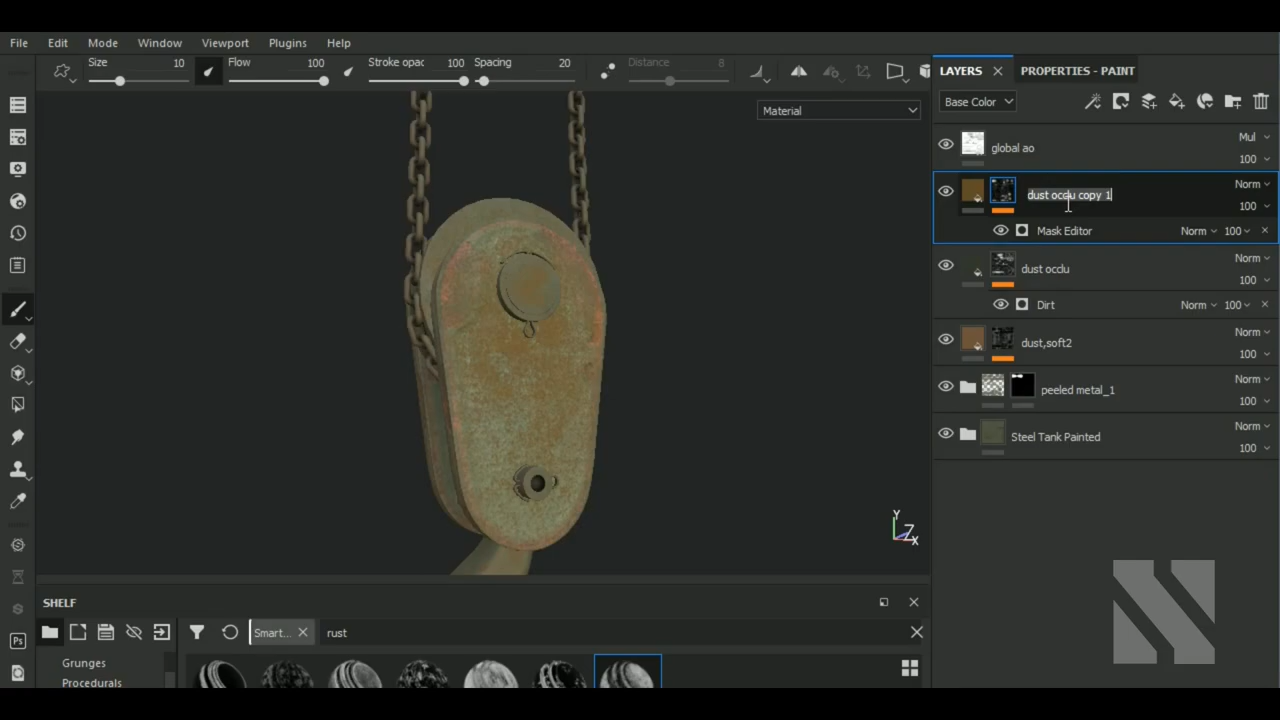 File Edit Mode Window Viewport Plugins Help
Size 10 Flow 100 Stroke opac 100 Spacing 20 Distance 8
LAYERS PROPERTIES - PAINT
Material
Base Color
global ao Mul 100
dust occlu copy 1 Norm 100
Mask Editor Norm 100
dust occlu Norm 100
Dirt Norm 100
dust,soft2 Norm 100
peeled metal_1 Norm 100
Steel Tank Painted Norm 100
Y
Z
X
SHELF
Smart... rust
Ps
Grunges
Procedurals